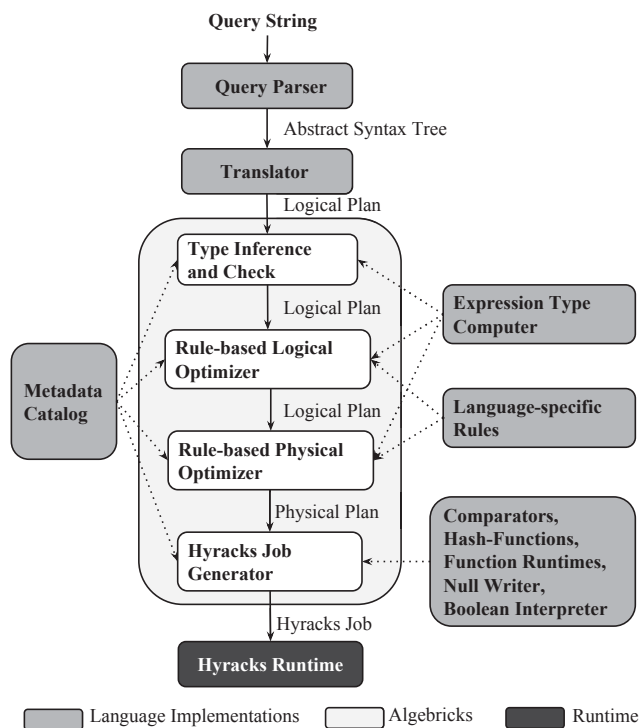 Query String
Query Parser
Abstract Syntax Tree
Translator
Logical Plan
Type Inference
and Check
Logical Plan
Expression Type
Computer
Rule-based Logical
Optimizer
Metadata
Catalog
Logical Plan
Language-specific
Rules
Rule-based Physical
Optimizer
Physical Plan
Comparators,
Hash-Functions,
Function Runtimes,
Null Writer,
Boolean Interpreter
Hyracks Job
Generator
Hyracks Job
Hyracks Runtime
Language Implementations
Algebricks
Runtime